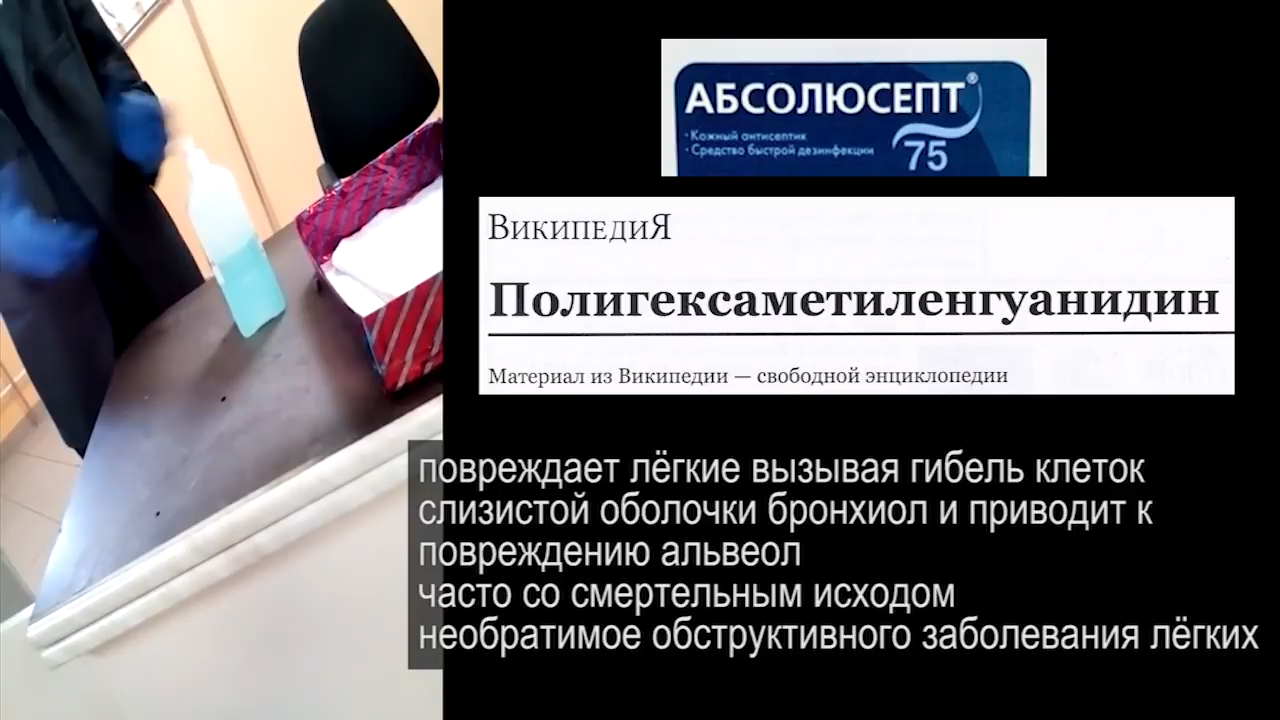 АБСОЛЮСЕПТ®
· Кожный антисептик
· Средство быстрой дезинфекции
75
ВИКИПЕДИЯ
Полигексаметиленгуанидин
Материал из Википедии — свободной энциклопедии
повреждает лёгкие вызывая гибель клеток
слизистой оболочки бронхиол и приводит к
повреждению альвеол
часто со смертельным исходом
необратимое обструктивного заболевания лёгких